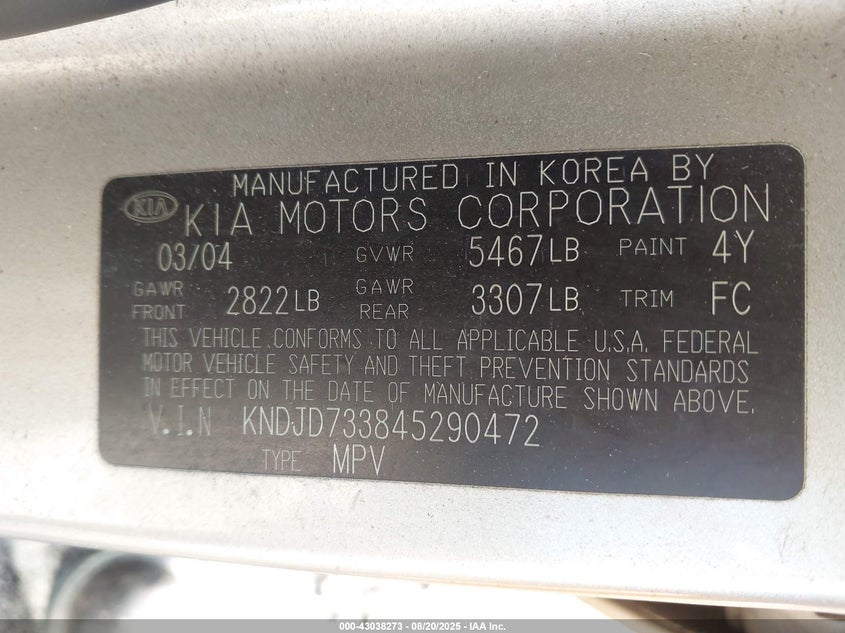 MANUFACTURED IN KOREA BY
KIA
KIA MOTORS CORPORATION
03/04 GVWR 5467LB PAINT 4Y
GAWR FRONT 2822LB GAWR REAR 3307LB TRIM FC
THIS VEHICLE CONFORMS TO ALL APPLICABLE U.S.A. FEDERAL
MOTOR VEHICLE SAFETY AND THEFT PREVENTION STANDARDS
IN EFFECT ON THE DATE OF MANUFACTURE SHOWN ABOVE.
V.I.N KNDJD733845290472
TYPE MPV
000-43038273 - 08/20/2025 - IAA Inc.